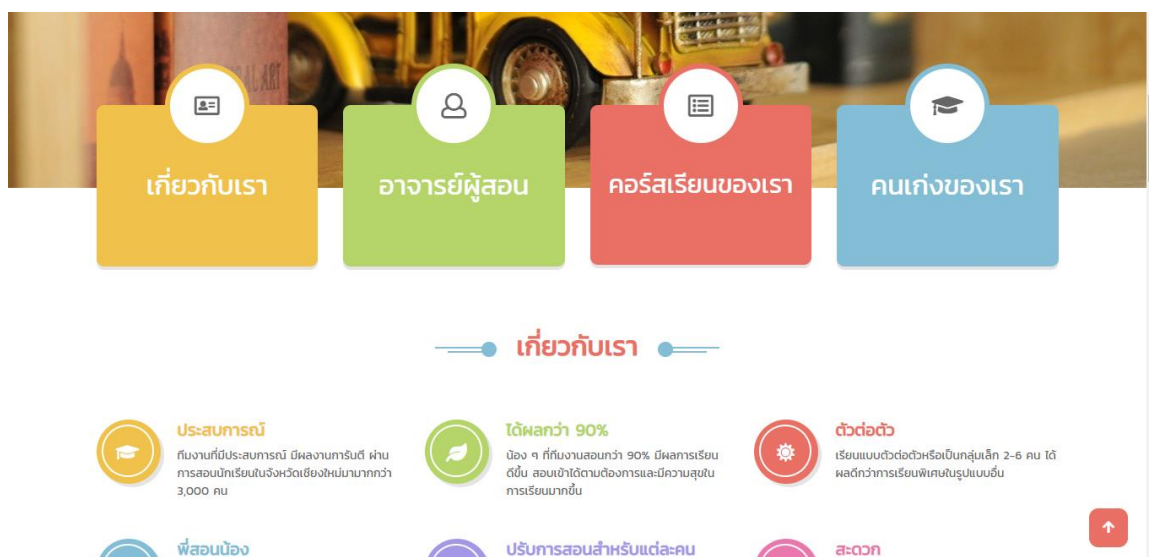 เกี่ยวกับเรา
อาจารย์ผู้สอน
คอร์สเรียนของเรา
คนเก่งของเรา
เกี่ยวกับเรา
ประสบการณ์
ทีมงานที่มีประสบการณ์ มีผลงานการันตี ผ่าน
การสอนนักเรียนในจังหวัดเชียงใหม่มามากกว่า
3,000 คน
ได้ผลกว่า 90%
น้อง ๆ ที่ทีมงานสอนกว่า 90% มีผลการเรียน
ดีขึ้น สอบเข้าได้ตามต้องการและมีความสุขใน
การเรียนมากขึ้น
ตัวต่อตัว
เรียนแบบตัวต่อตัวหรือเป็นกลุ่มเล็ก 2-6 คน ได้
ผลดีกว่าการเรียนพิเศษในรูปแบบอื่น
พี่สอนน้อง
ปรับการสอนสำหรับแต่ละคน
สะดวก